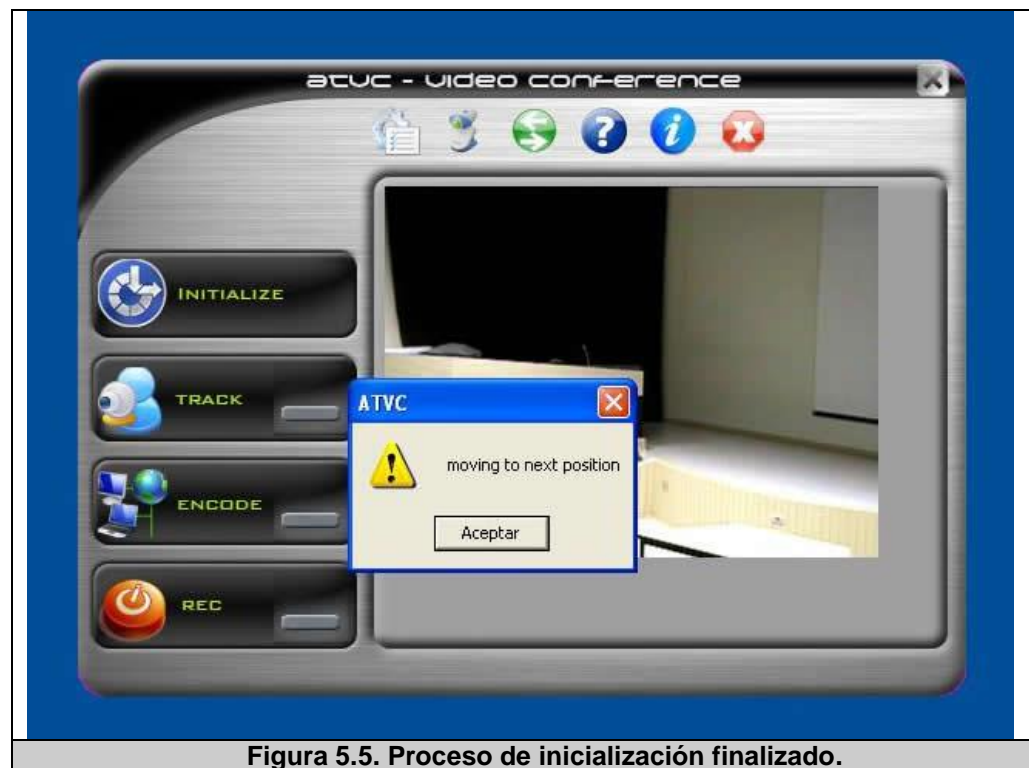 ATVC - VIDEO CONFERENCE
INITIALIZE
TRACK
ENCODE
REC
ATVC
moving to next position
Aceptar
Figura 5.5. Proceso de inicialización finalizado.